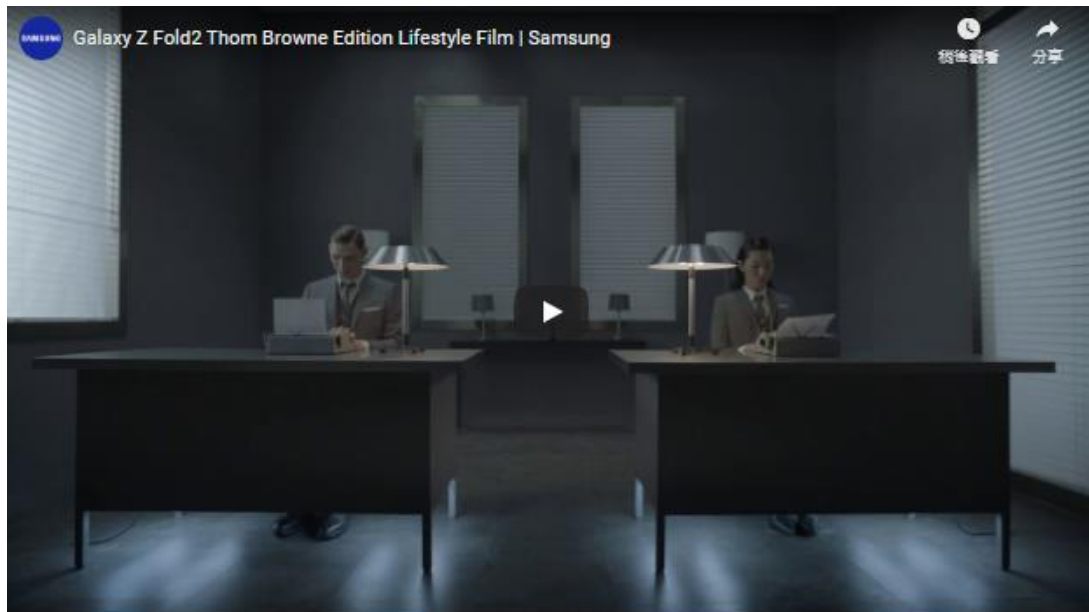 SAMSUNG
Galaxy Z Fold2 Thom Browne Edition Lifestyle Film | Samsung
稍後觀看
分享